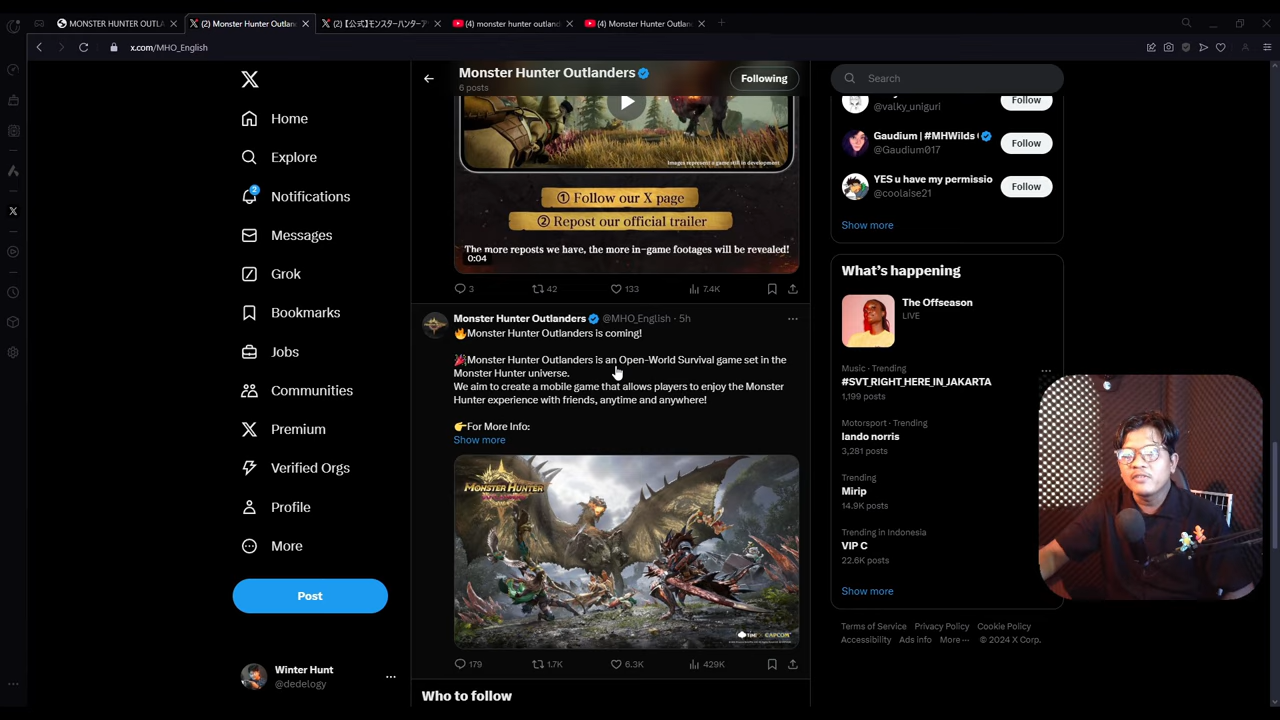 MONSTER HUNTER OUTLA
(2) Monster Hunter Outlan
(2) 【公式】モンスターハンターア
(4) monster hunter outland
(4) Monster Hunter Outlan
x.com/MHO_English
Home
Explore
2
Notifications
Messages
Grok
Bookmarks
Jobs
Communities
Premium
Verified Orgs
Profile
More
Post
Winter Hunt
@dedelogy
Monster Hunter Outlanders
6 posts
Following
Images represent a game still in development.
① Follow our X page
② Repost our official trailer
The more reposts we have, the more in-game footages will be revealed!
0:04
3 42 133 7.4K
Monster Hunter Outlanders @MHO_English · 5h
🔥Monster Hunter Outlanders is coming!
🎉Monster Hunter Outlanders is an Open-World Survival game set in the
Monster Hunter universe.
We aim to create a mobile game that allows players to enjoy the Monster
Hunter experience with friends, anytime and anywhere!
👉For More Info:
Show more
MONSTER HUNTER
TiMi X CAPCOM
179 1.7K 6.3K 429K
Who to follow
Search
@valky_uniguri
Follow
Gaudium | #MHWilds
@Gaudium017
Follow
YES u have my permissio
@coolaise21
Follow
Show more
What's happening
The Offseason
LIVE
Music · Trending
#SVT_RIGHT_HERE_IN_JAKARTA
1,199 posts
Motorsport · Trending
lando norris
3,281 posts
Trending
Mirip
14.9K posts
Trending in Indonesia
VIP C
22.6K posts
Show more
Terms of Service Privacy Policy Cookie Policy
Accessibility Ads info More ··· © 2024 X Corp.